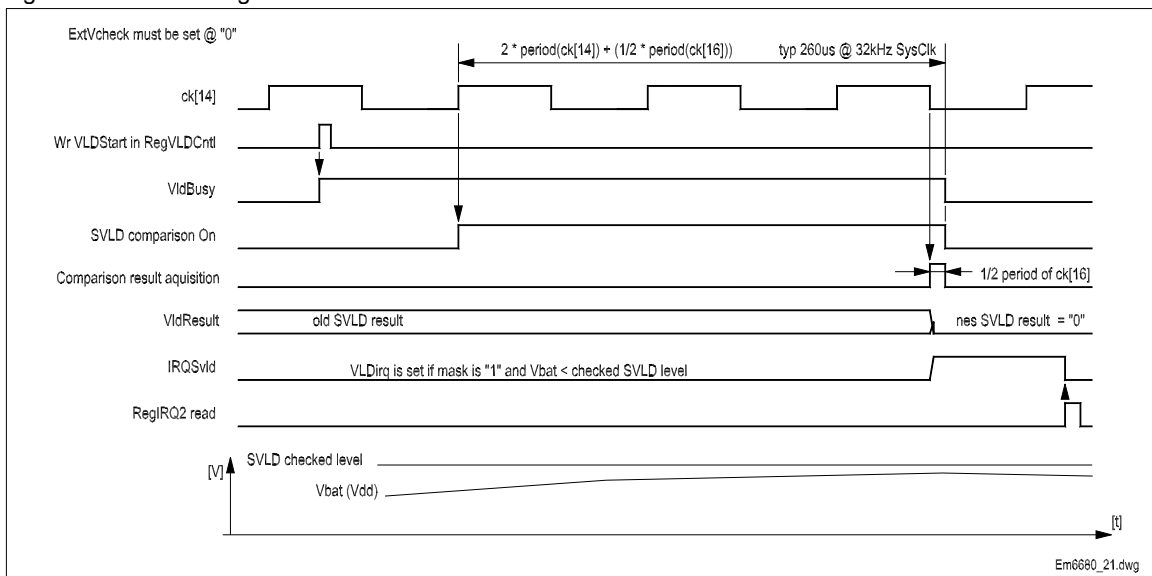 ExtVcheck must be set @ "0"
2 * period(ck[14]) + (1/2 * period(ck[16])) typ 260us @ 32kHz SysClk
ck[14]
Wr VLDStart in RegVLDCntl
VldBusy
SVLD comparison On
Comparison result aquisition
1/2 period of ck[16]
VldResult
old SVLD result
nes SVLD result = "0"
IRQSvld
VLDirq is set if mask is "1" and Vbat < checked SVLD level
RegIRQ2 read
[V]
SVLD checked level
Vbat (Vdd)
[t]
Em6680_21.dwg